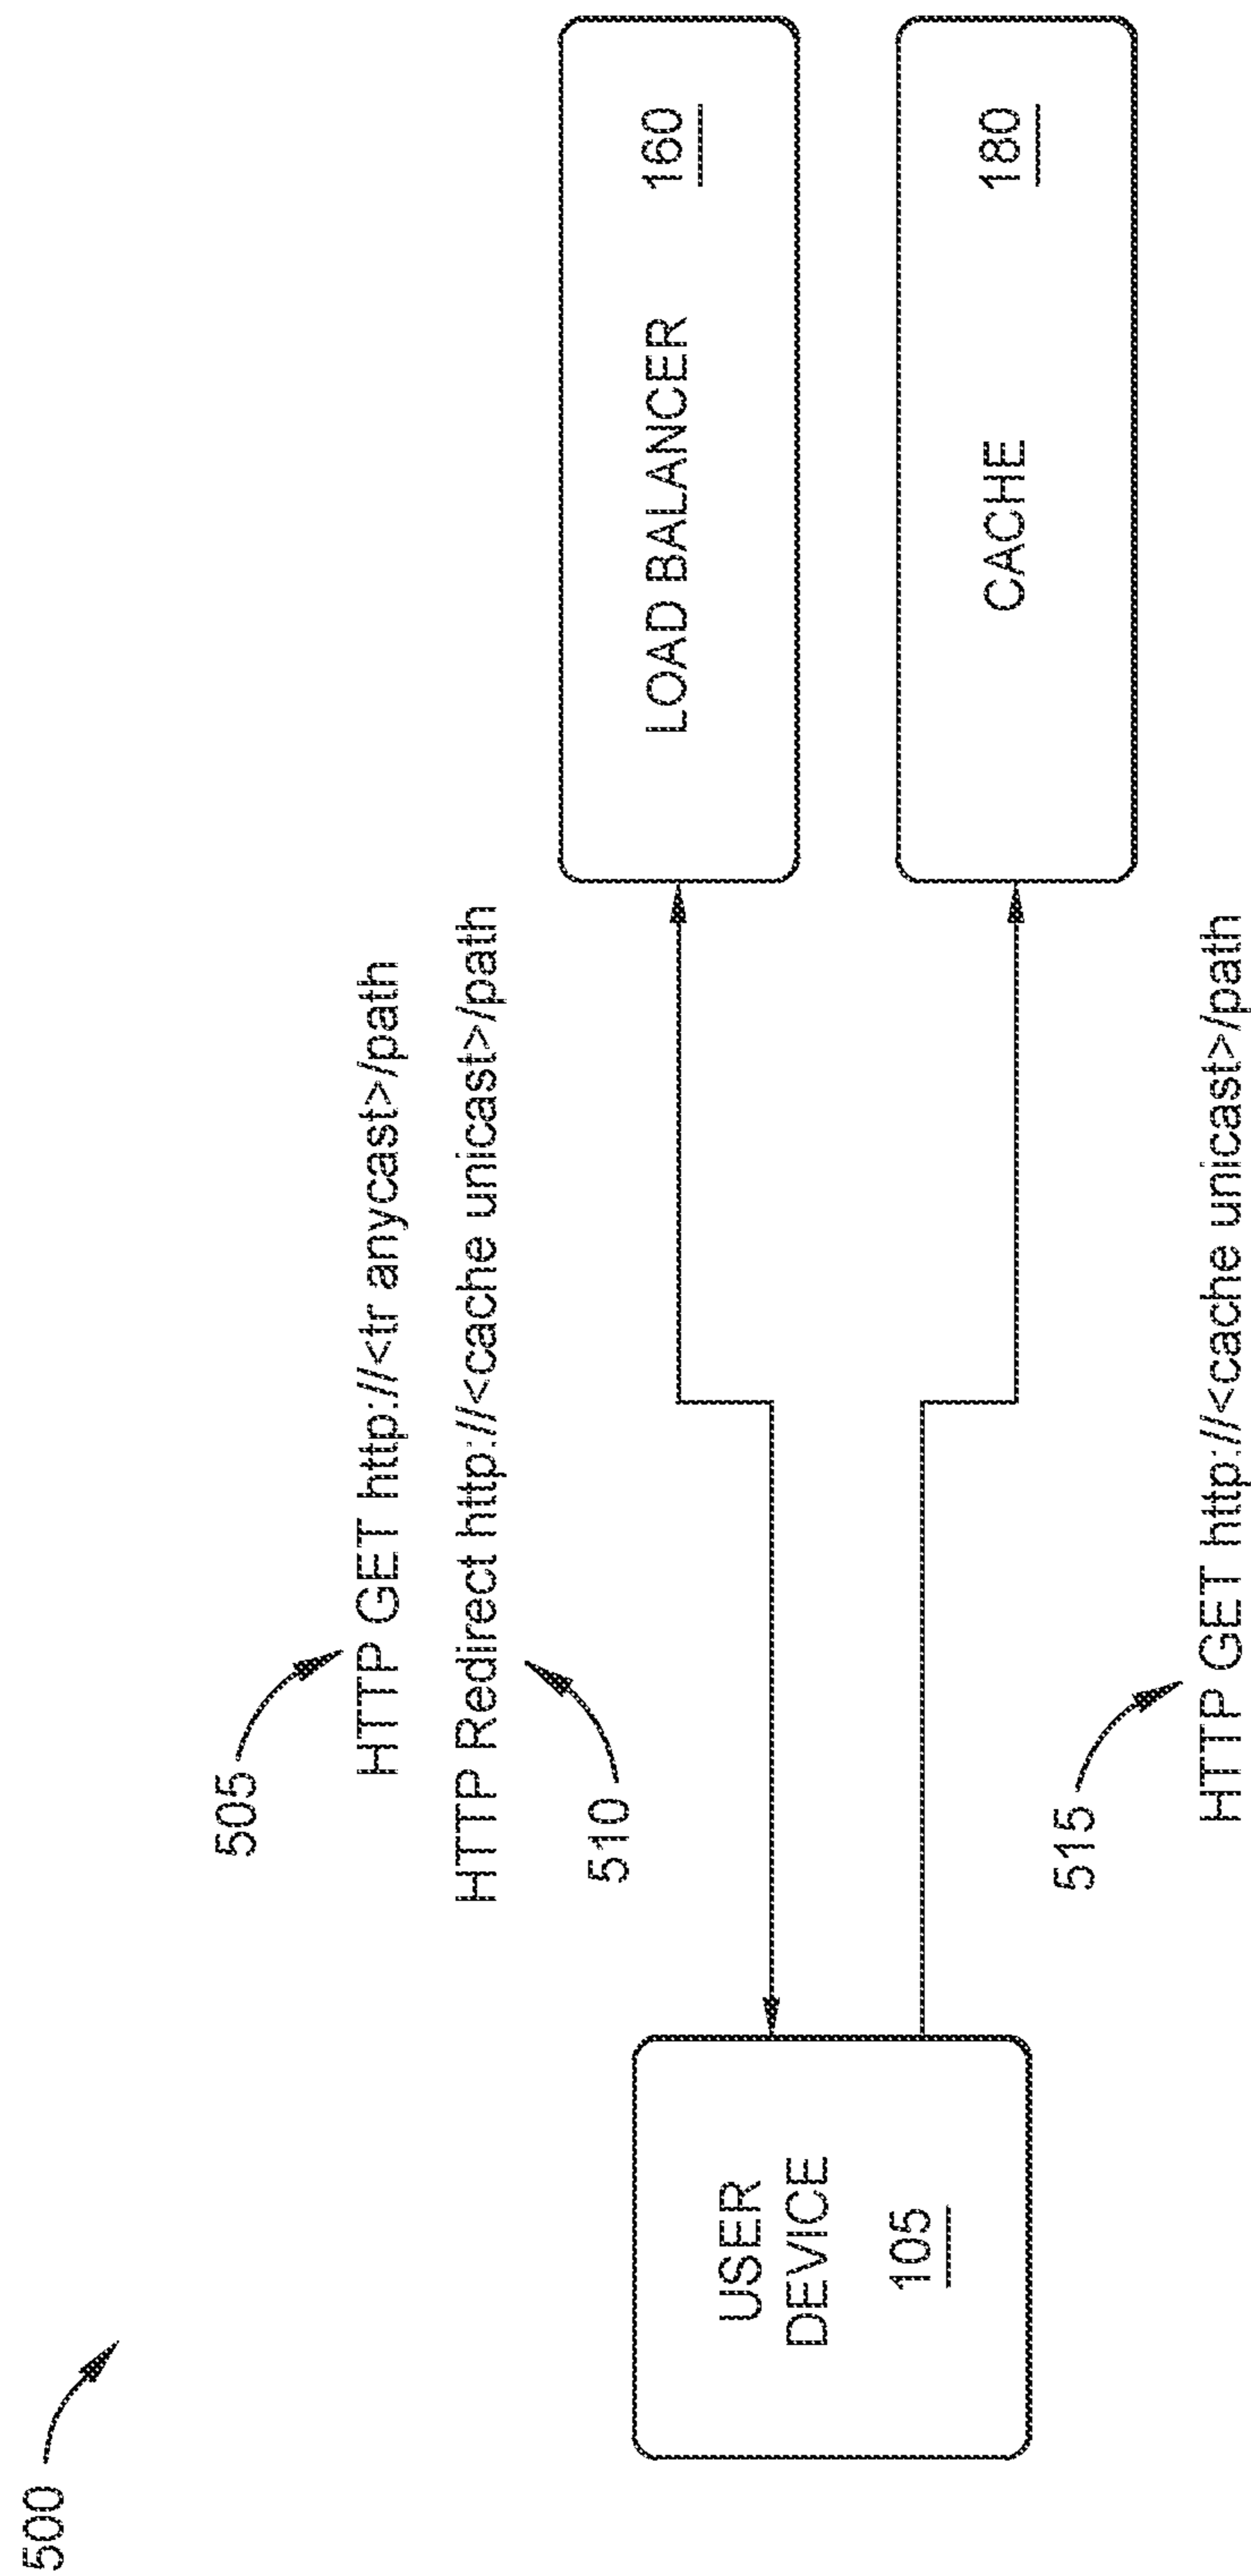 500
505
HTTP GET http://<tr anycast>/path
HTTP Redirect http://<cache unicast>/path
510
LOAD BALANCER 160
USER
DEVICE
105
CACHE 180
515
HTTP GET http://<cache unicast>/path